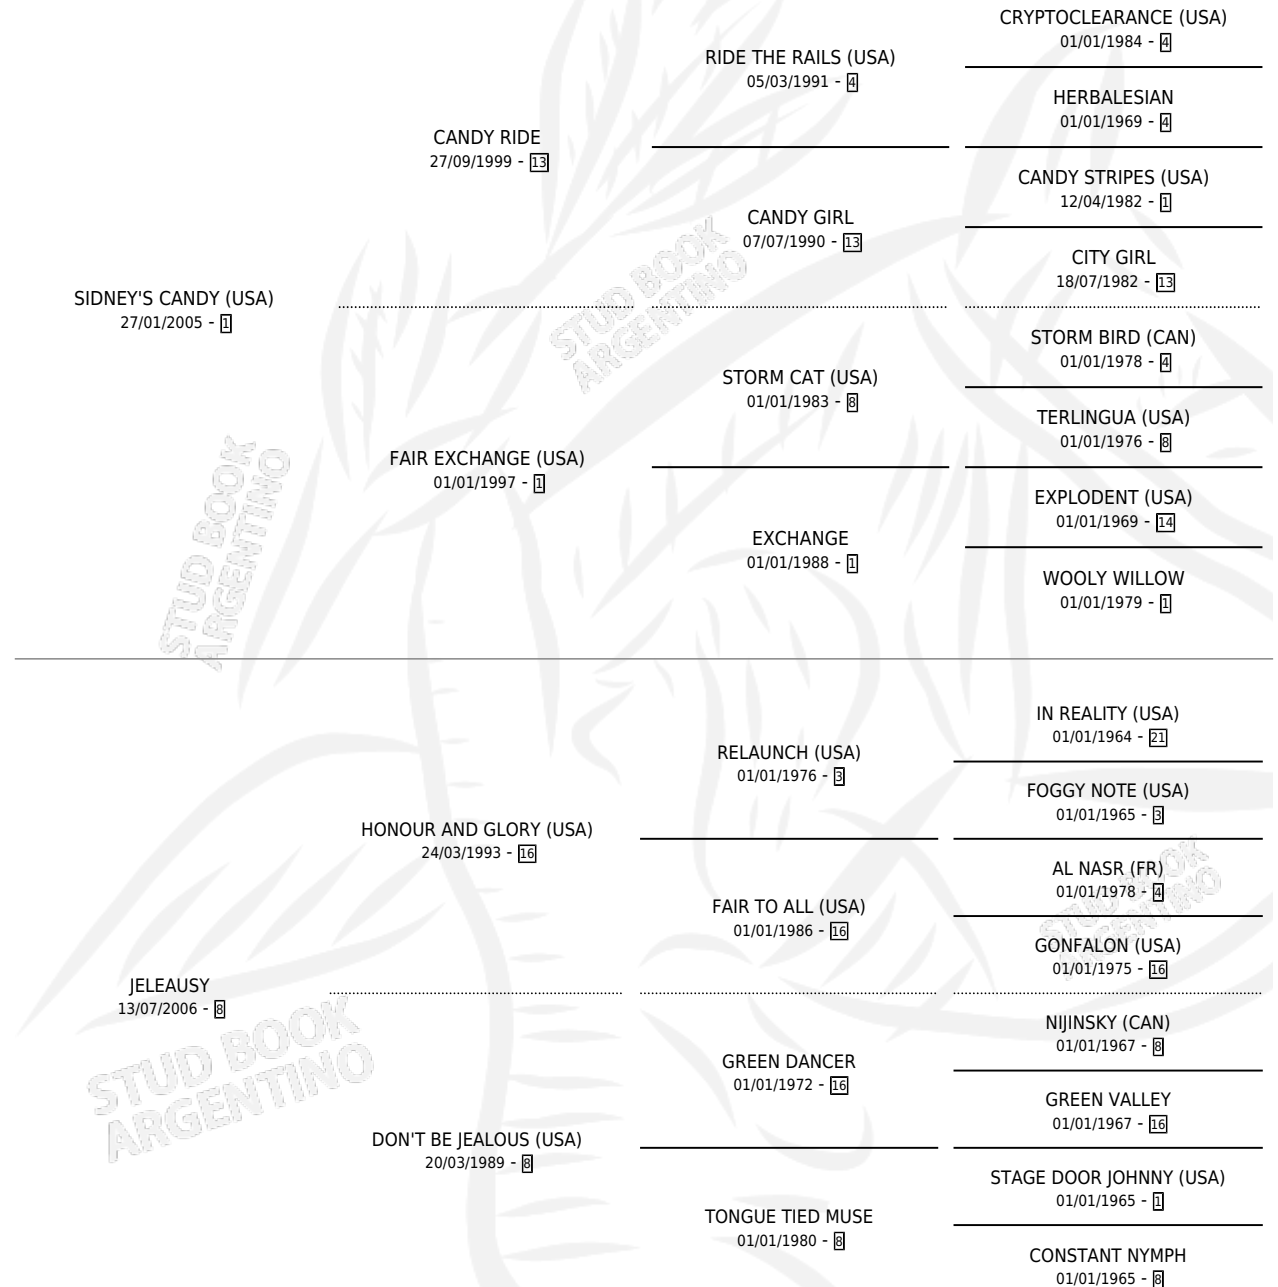 CRYPTOCLEARANCE (USA)
01/01/1984 - 4
RIDE THE RAILS (USA)
05/03/1991 - 4
HERBALESIAN
01/01/1969 - 4
CANDY RIDE
27/09/1999 - 13
CANDY STRIPES (USA)
12/04/1982 - 1
CANDY GIRL
07/07/1990 - 13
CITY GIRL
18/07/1982 - 13
SIDNEY'S CANDY (USA)
27/01/2005 - 1
STORM BIRD (CAN)
01/01/1978 - 4
STORM CAT (USA)
01/01/1983 - 8
TERLINGUA (USA)
01/01/1976 - 8
FAIR EXCHANGE (USA)
01/01/1997 - 1
EXPLODENT (USA)
01/01/1969 - 14
EXCHANGE
01/01/1988 - 1
WOOLY WILLOW
01/01/1979 - 1
IN REALITY (USA)
01/01/1964 - 21
RELAUNCH (USA)
01/01/1976 - 3
FOGGY NOTE (USA)
01/01/1965 - 3
HONOUR AND GLORY (USA)
24/03/1993 - 16
AL NASR (FR)
01/01/1978 - 4
FAIR TO ALL (USA)
01/01/1986 - 16
GONFALON (USA)
01/01/1975 - 16
JELEAUSY
13/07/2006 - 8
NIJINSKY (CAN)
01/01/1967 - 8
GREEN DANCER
01/01/1972 - 16
GREEN VALLEY
01/01/1967 - 16
DON'T BE JEALOUS (USA)
20/03/1989 - 8
STAGE DOOR JOHNNY (USA)
01/01/1965 - 1
TONGUE TIED MUSE
01/01/1980 - 8
CONSTANT NYMPH
01/01/1965 - 8
STUD BOOK
ARGENTINO
STUD BOOK
ARGENTINO
STUD BOOK
ARGENTINO
STUD BOOK
ARGENTINO